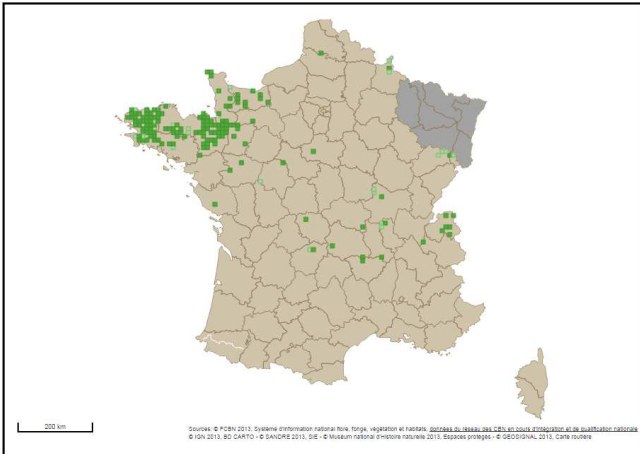 200 km
Sources: © FCBN 2013, Système d'information national flore, fonge, végétation et habitats, données du réseau des CBN en cours d'intégration et de qualification nationale
© IGN 2013, BD CARTO - © SANDRE 2013, SIE - © Muséum national d'Histoire naturelle 2013, Espaces protégés - © GEOSIGNAL 2013, Carte routière